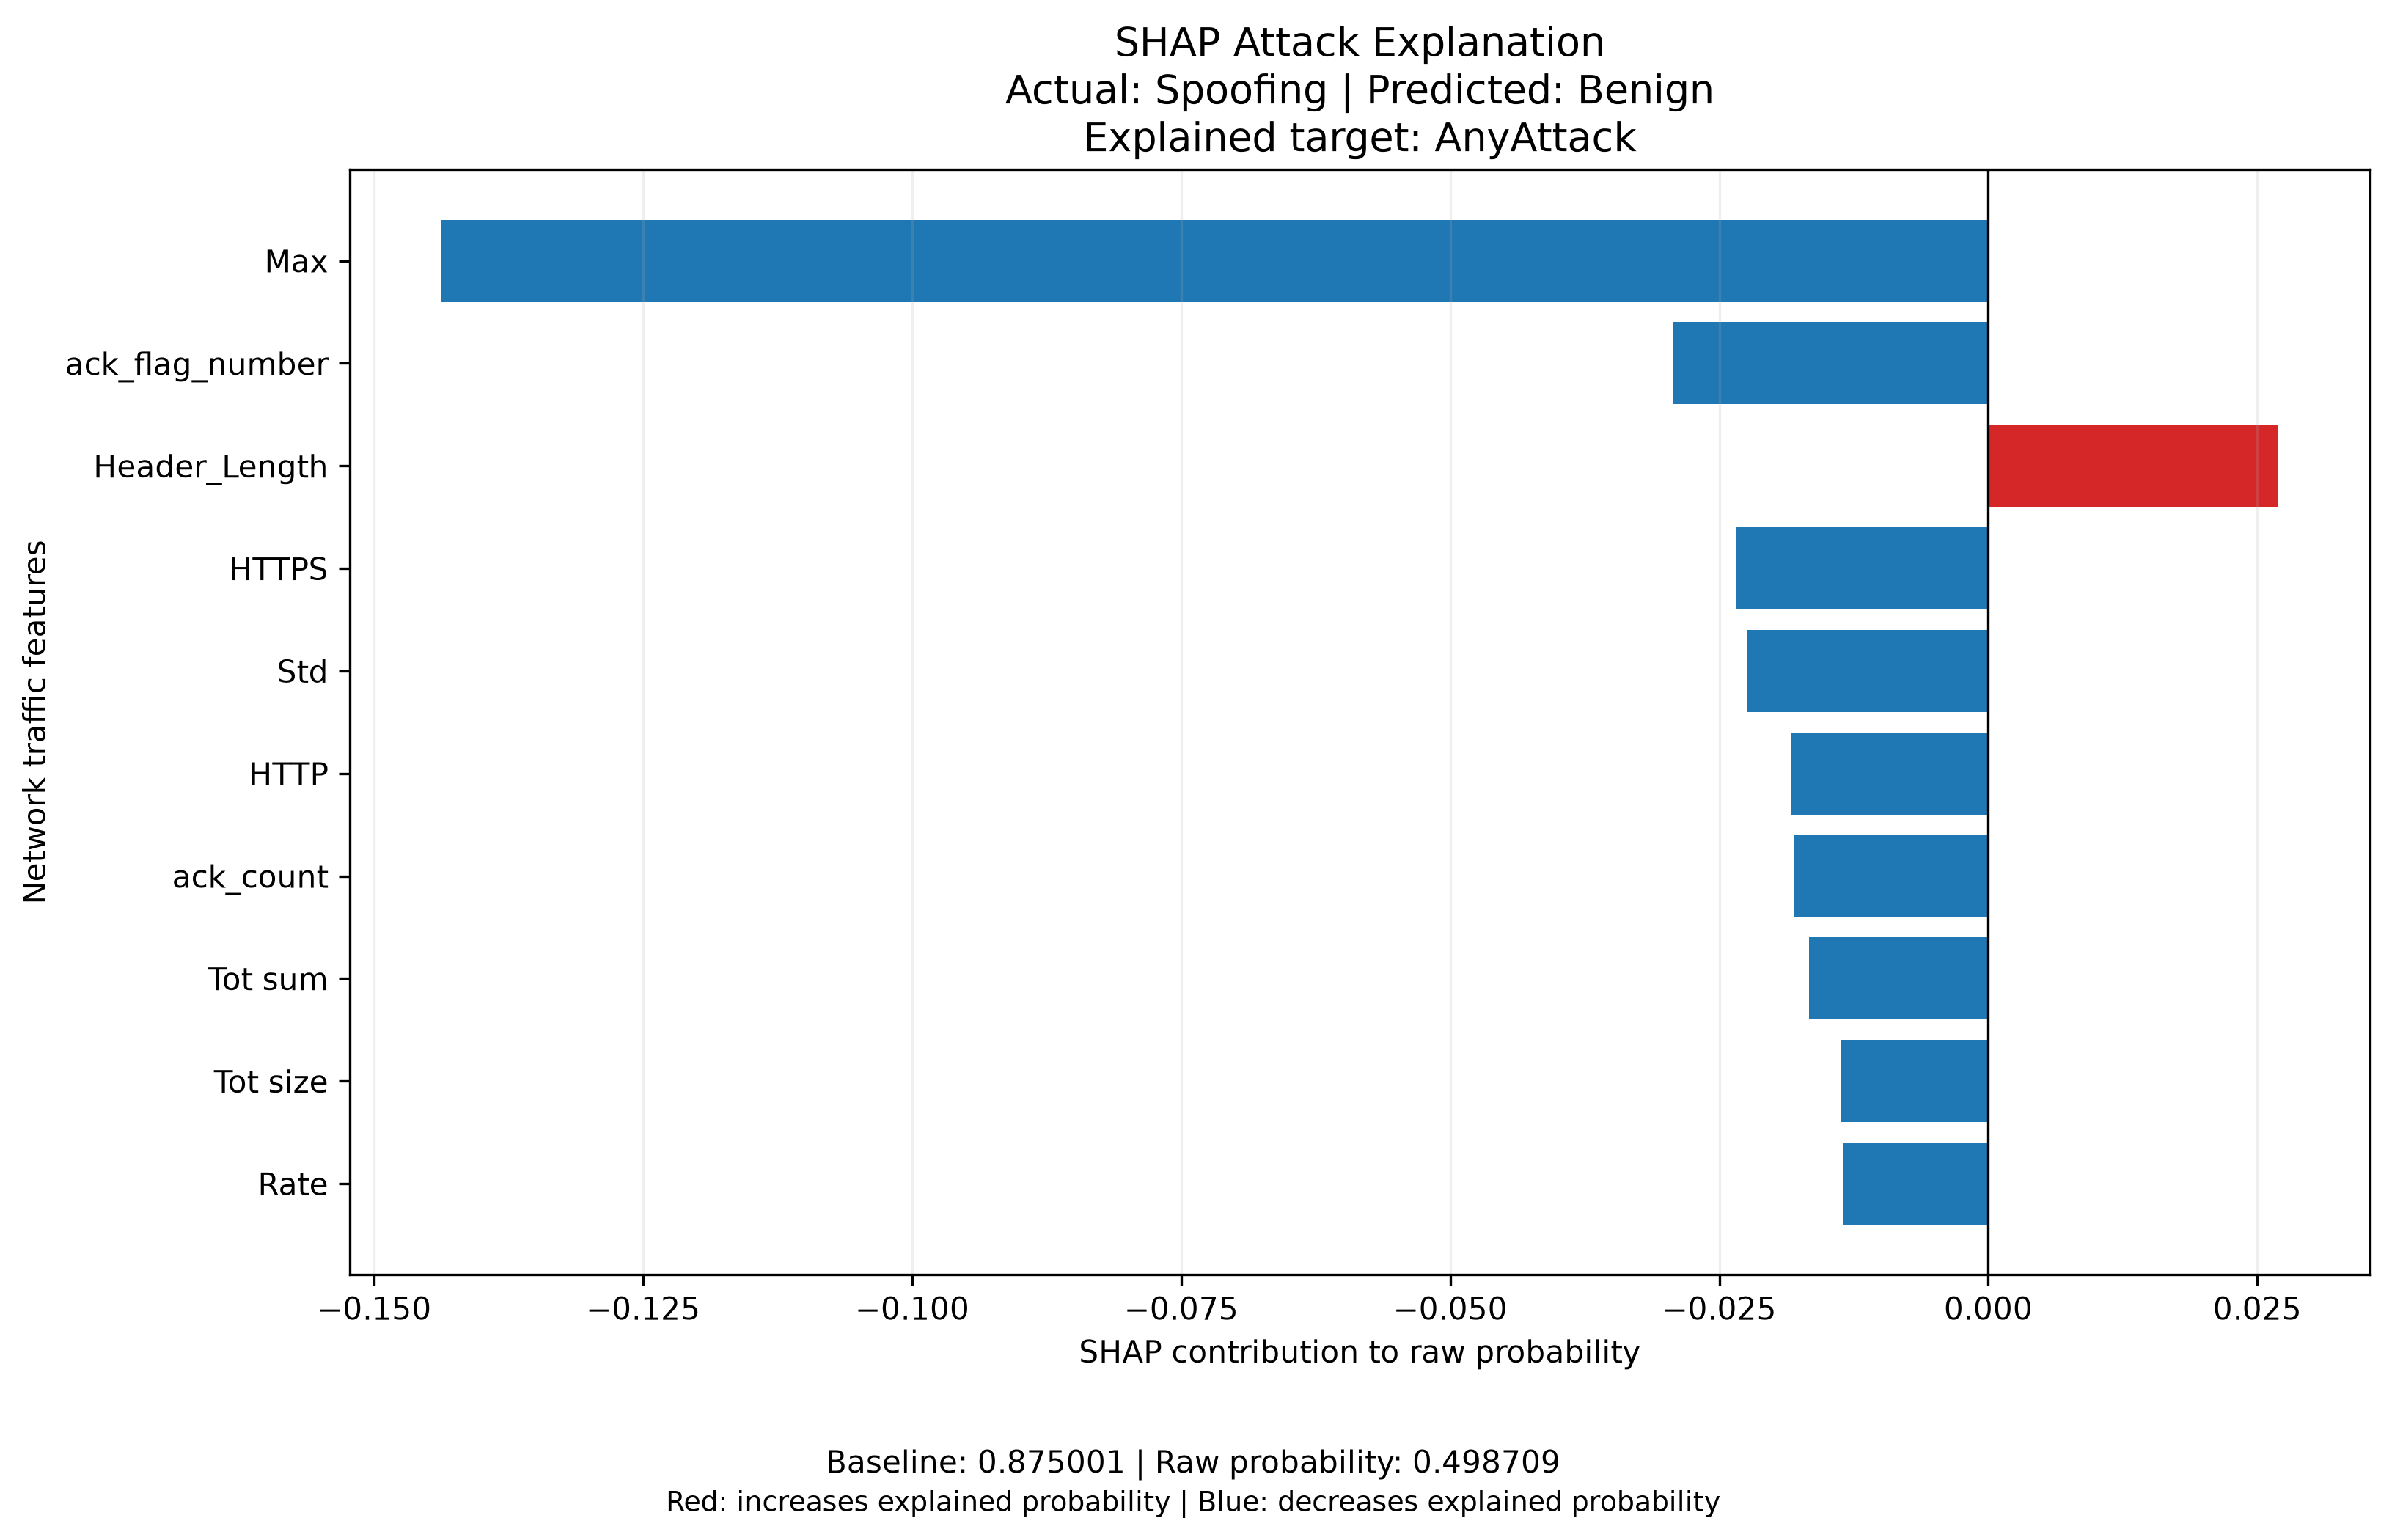 SHAP Attack Explanation
Actual: Spoofing | Predicted: Benign
Explained target: AnyAttack
Network traffic features
Max
ack_flag_number
Header_Length
HTTPS
Std
HTTP
ack_count
Tot sum
Tot size
Rate
−0.150 −0.125 −0.100 −0.075 −0.050 −0.025 0.000 0.025
SHAP contribution to raw probability
Baseline: 0.875001 | Raw probability: 0.498709
Red: increases explained probability | Blue: decreases explained probability